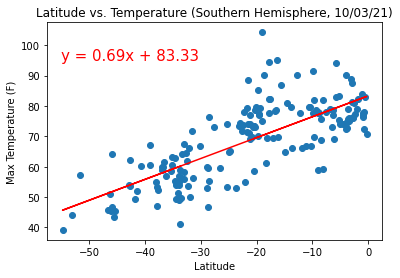 Latitude vs. Temperature (Southern Hemisphere, 10/03/21)
y = 0.69x + 83.33
Max Temperature (F)
100
90
80
70
60
50
40
−50 −40 −30 −20 −10 0
Latitude